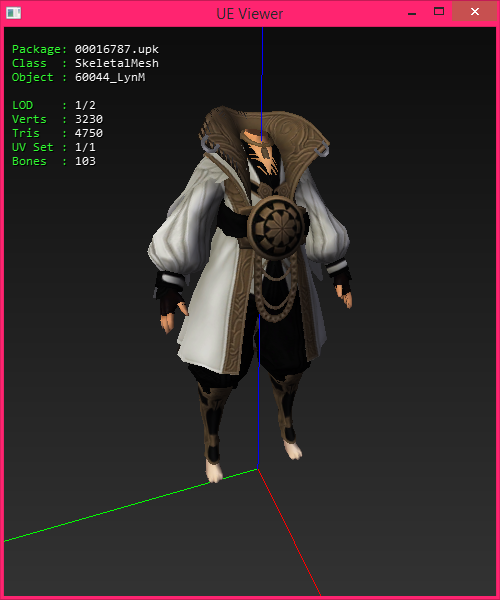 UE Viewer
Package: 00016787.upk
Class  : SkeletalMesh
Object : 60044_LynM
LOD    : 1/2
Verts  : 3230
Tris   : 4750
UV Set : 1/1
Bones  : 103